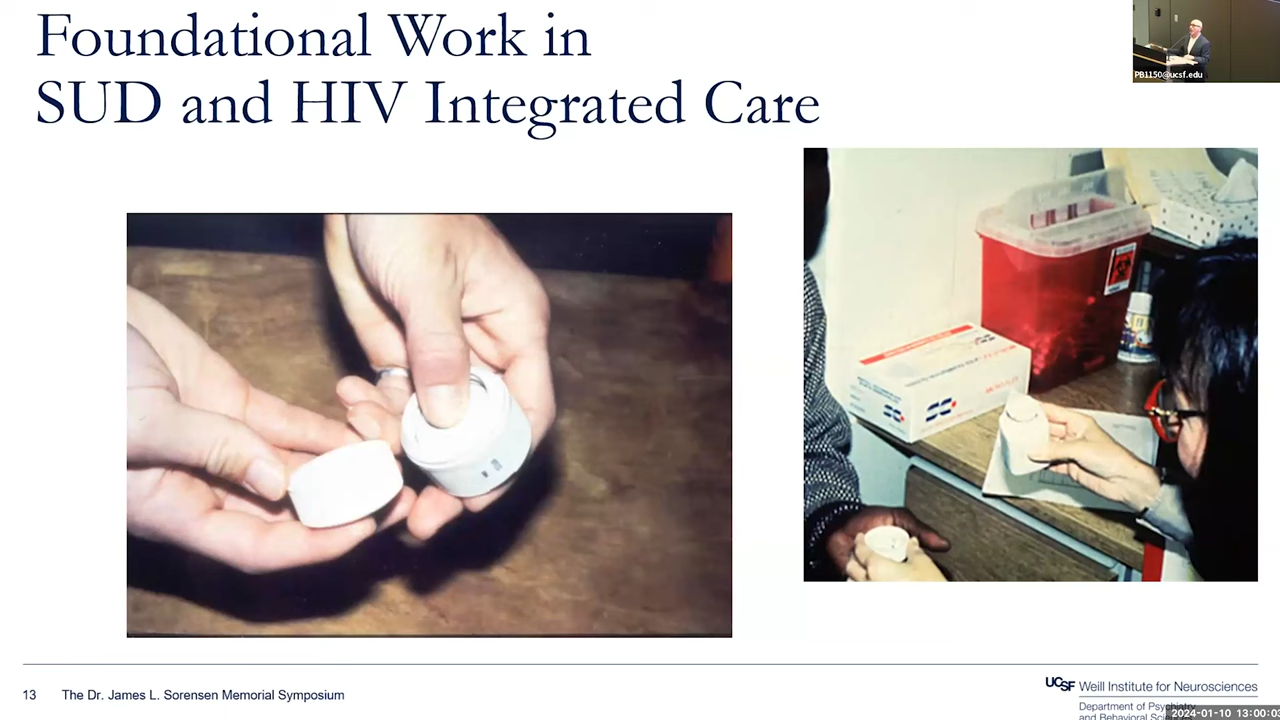 Foundational Work in
SUD and HIV Integrated Care
PB1150@ucsf.edu
13 The Dr. James L. Sorensen Memorial Symposium
UCSF Weill Institute for Neurosciences
Department of Psychiatry
and Behavioral
2024-01-10 13:00:03